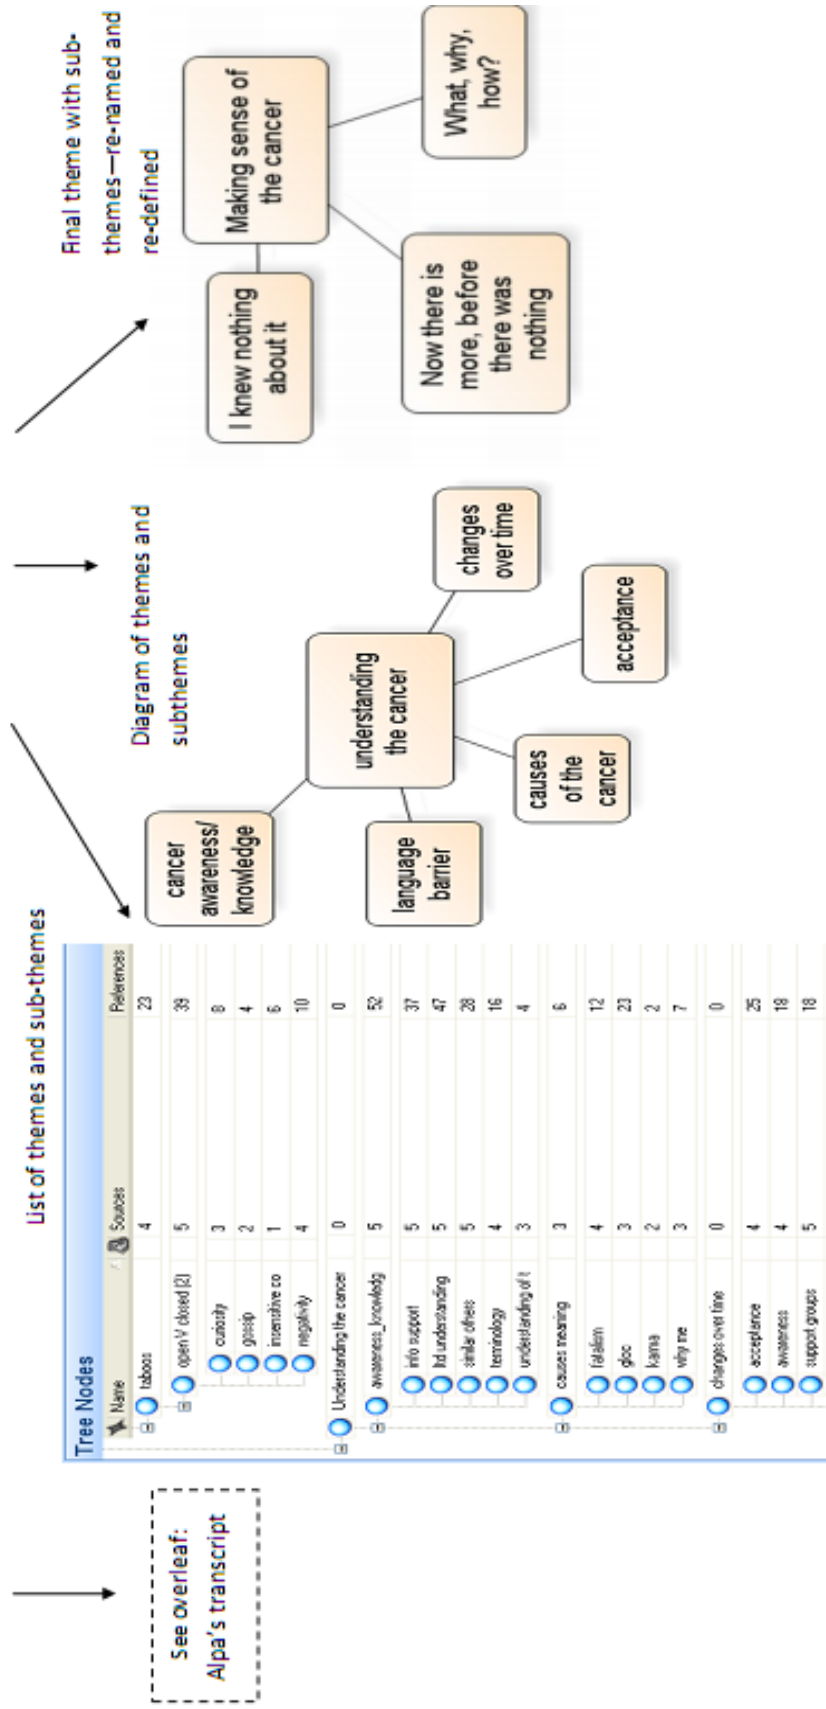 See overleaf:
Alpa's transcript
List of themes and sub-themes
Tree Nodes
Name Sources References
taboos 4 23
open V closed (2) 5 39
curiosity 3 8
gossip 2 4
insensitive co 1 6
negativity 4 10
Understanding the cancer 0 0
awareness_knowledg 5 52
info support 5 37
ltd understanding 5 47
similar others 5 28
terminology 4 16
understanding of t 3 4
causes meaning 3 6
fatalism 4 12
gloc 3 23
karma 2 2
why me 3 7
changes over time 0 0
acceptance 4 25
awareness 4 18
support groups 5 18
Diagram of themes and
subthemes
cancer
awareness/
knowledge
language
barrier
understanding
the cancer
causes
of the
cancer
changes
over time
acceptance
Final theme with sub-
themes—re-named and
re-defined
I knew nothing
about it
Making sense of
the cancer
Now there is
more, before
there was
nothing
What, why,
how?